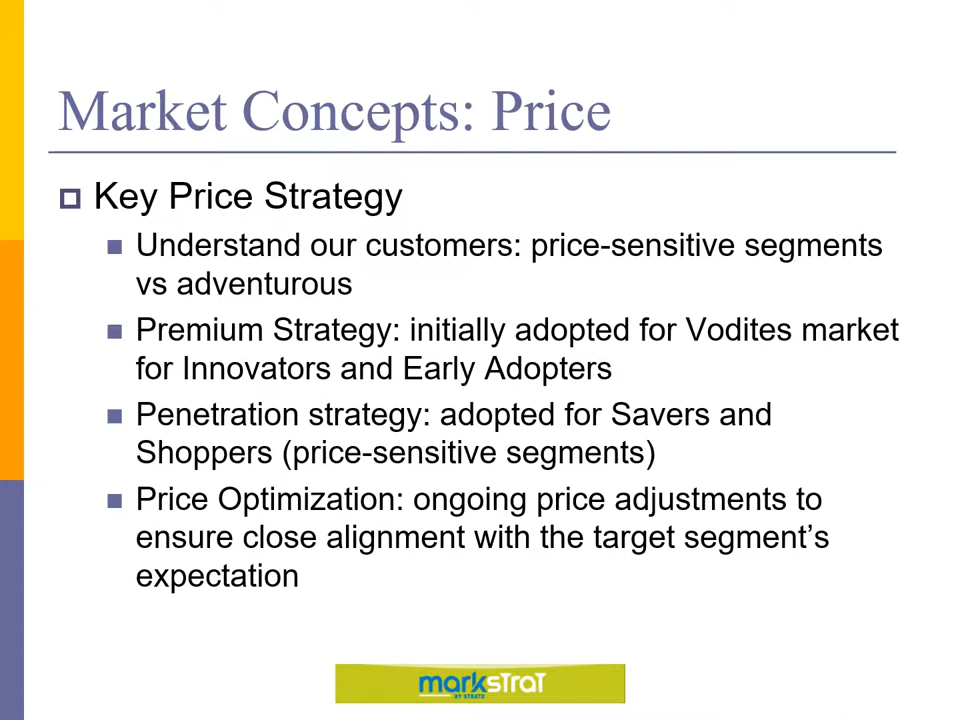 Market Concepts: Price
Key Price Strategy
Understand our customers: price-sensitive segments
vs adventurous
Premium Strategy: initially adopted for Vodites market
for Innovators and Early Adopters
Penetration strategy: adopted for Savers and
Shoppers (price-sensitive segments)
Price Optimization: ongoing price adjustments to
ensure close alignment with the target segment’s
expectation
markstrat
BY STRATX